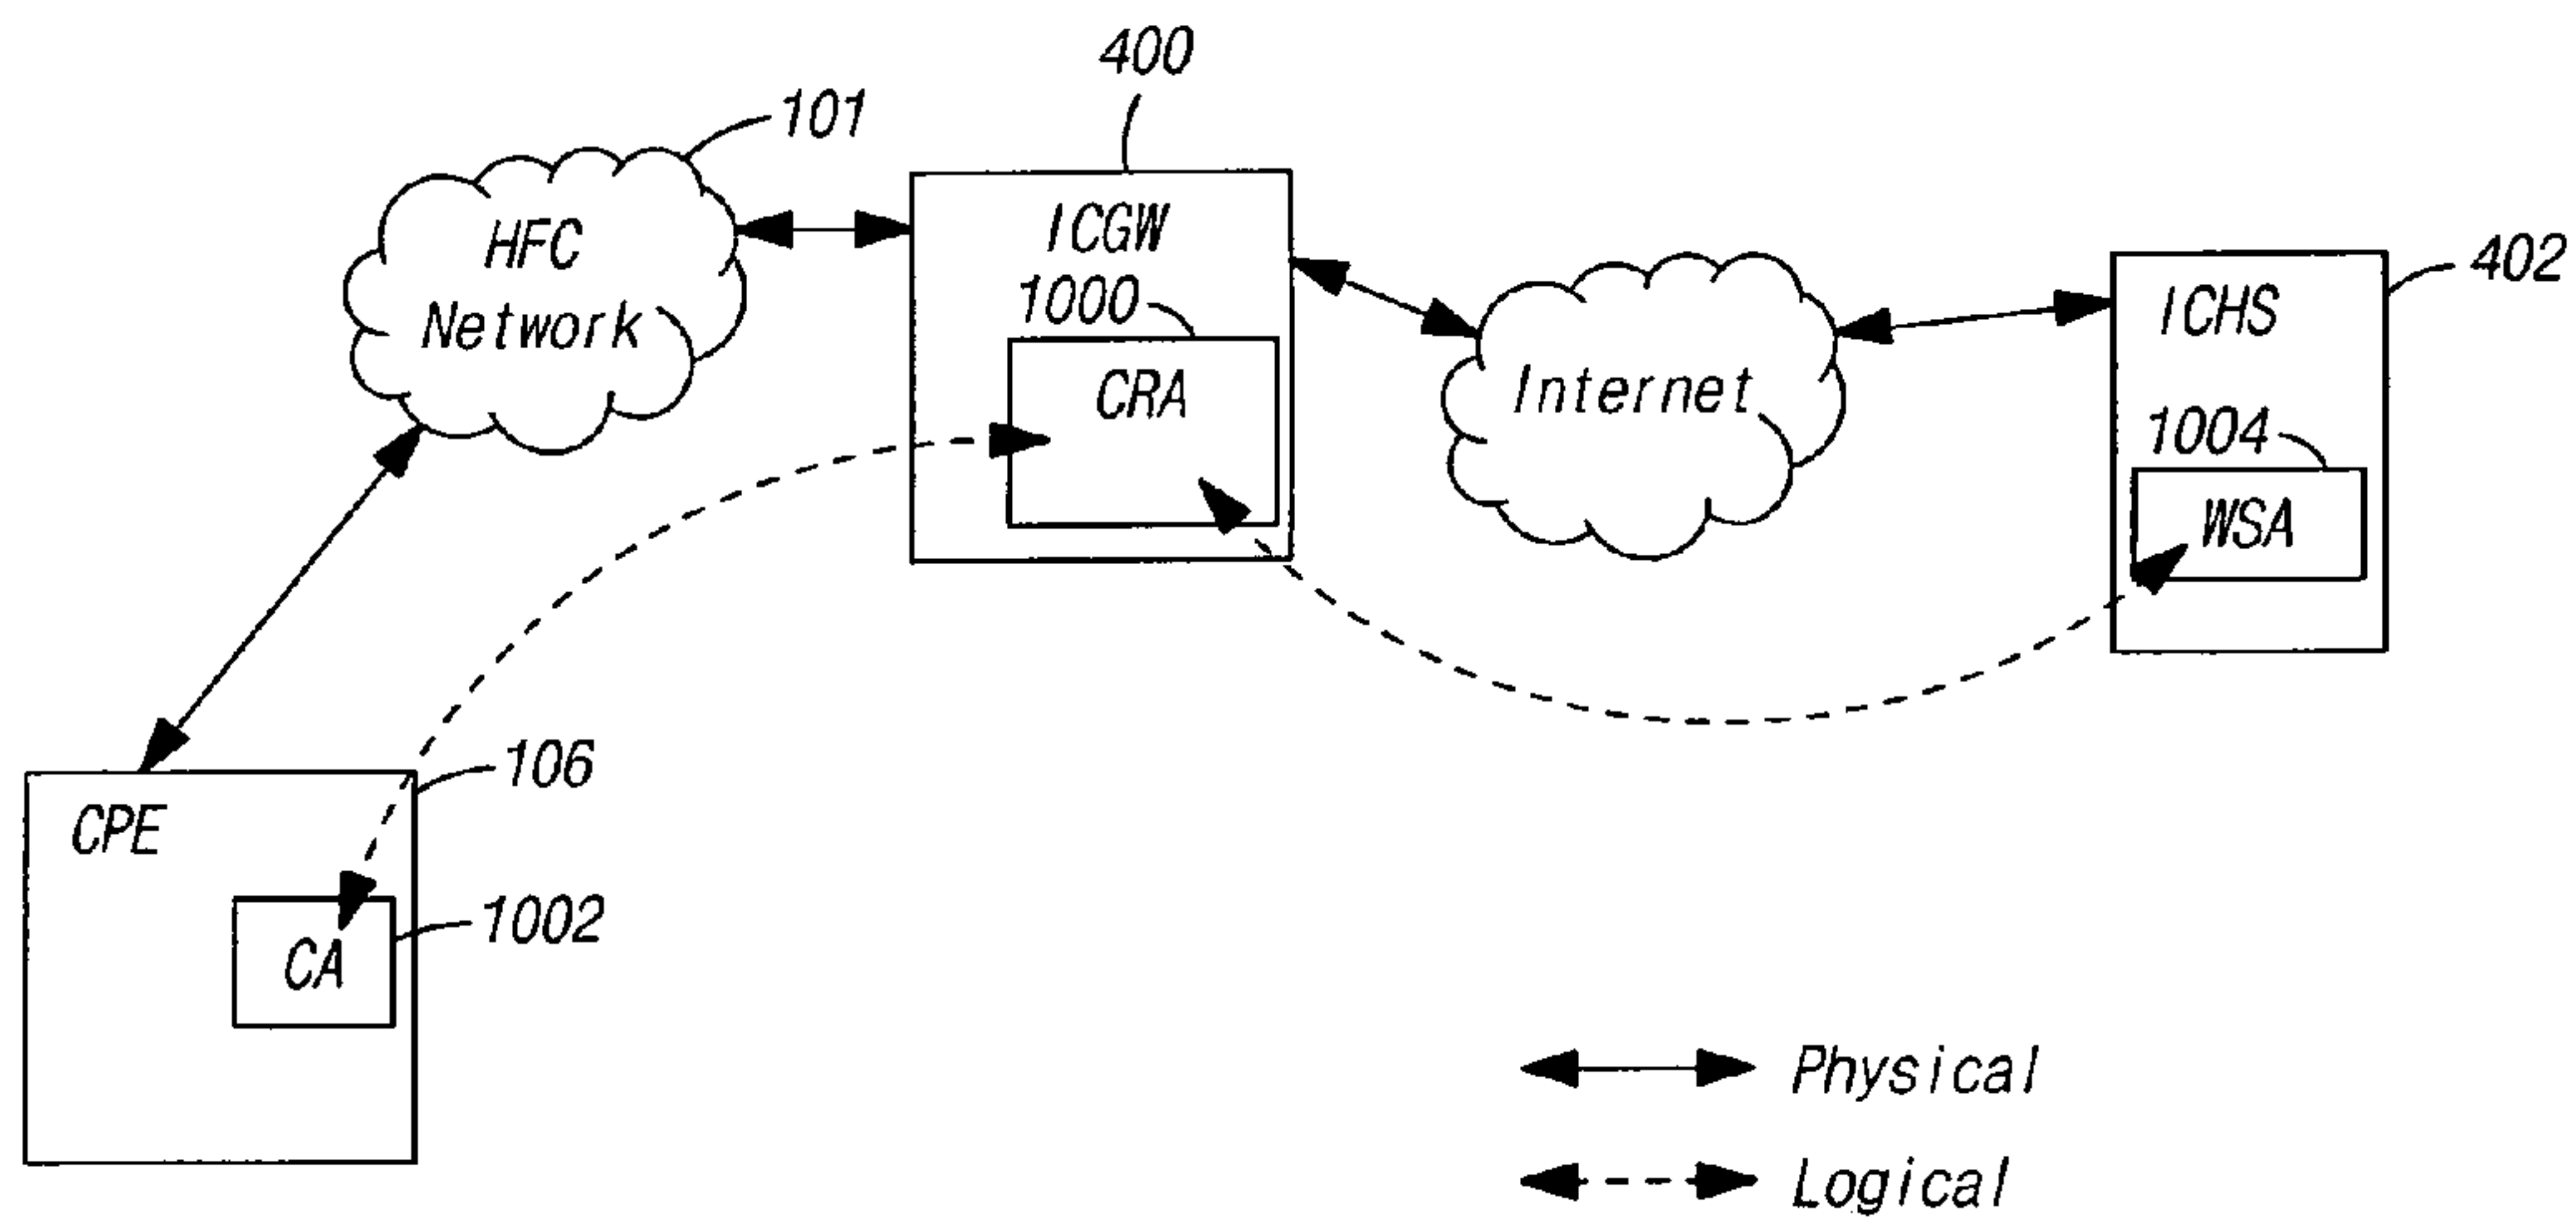 400
101
HFC
Network
ICGW
1000
CRA
Internet
402
ICHS
1004
WSA
106
CPE
1002
CA
Physical
Logical